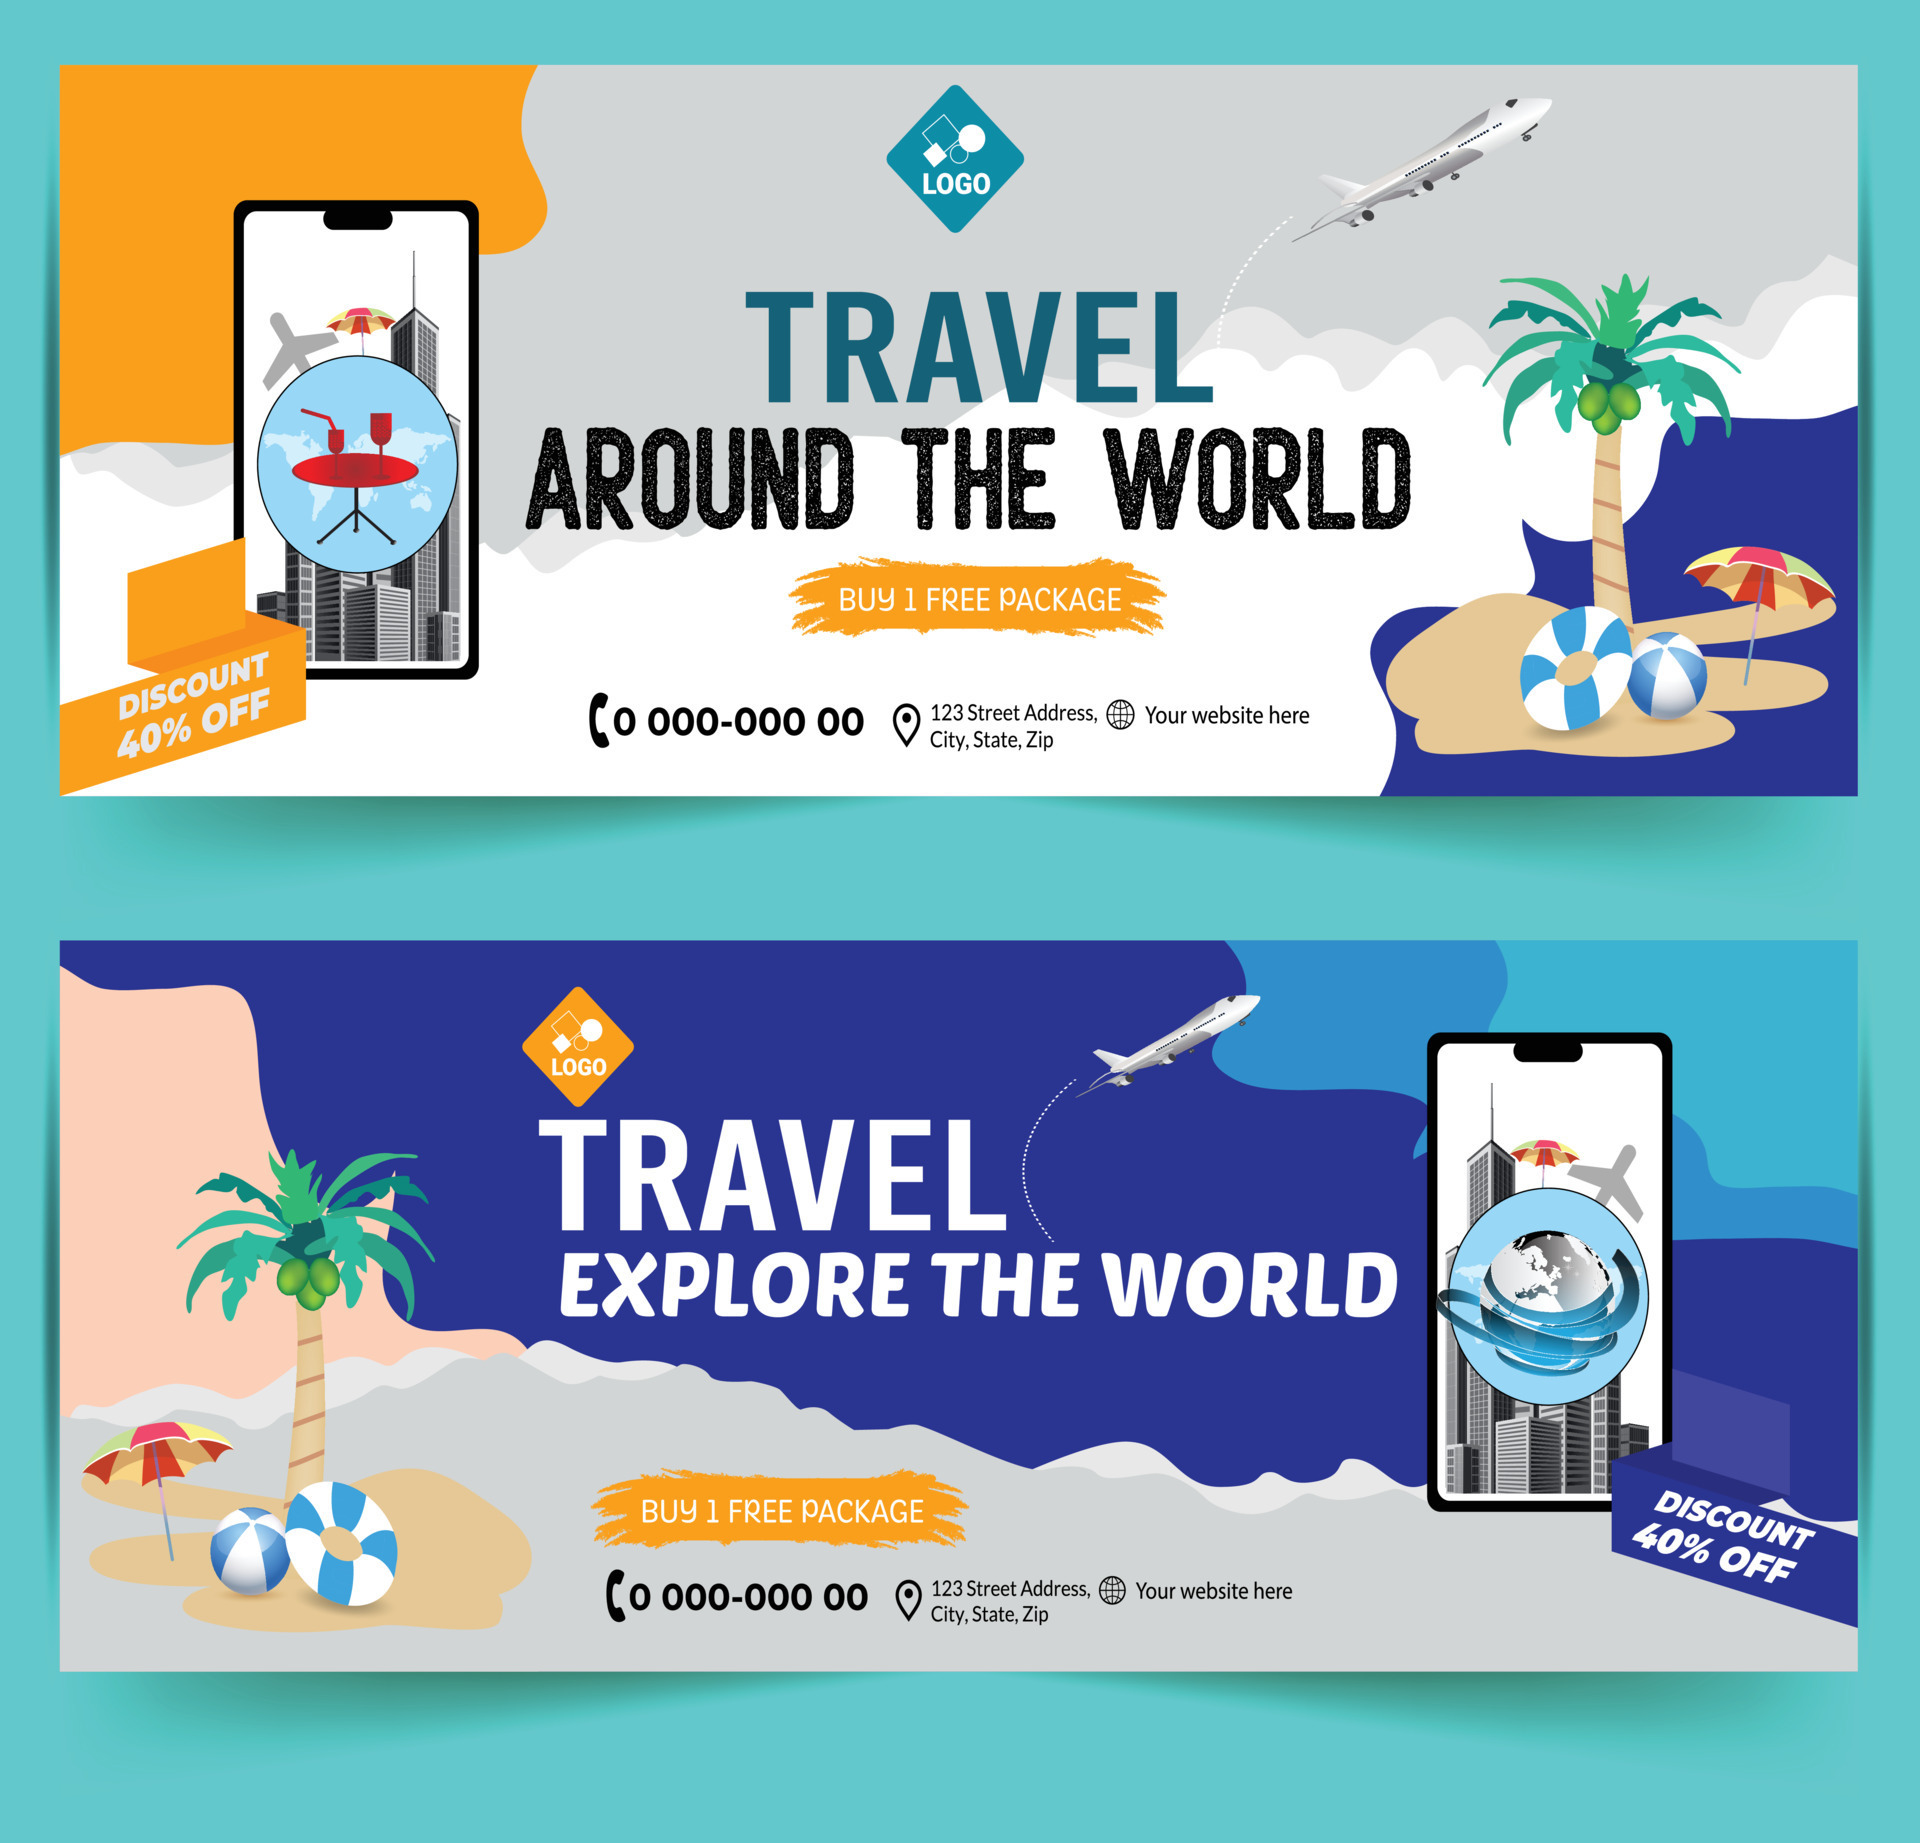 LOGO
TRAVEL
AROUND THE WORLD
BUY 1 FREE PACKAGE
DISCOUNT
40% OFF
0 000-000 00
123 Street Address,
City, State, Zip
Your website here
LOGO
TRAVEL
EXPLORE THE WORLD
BUY 1 FREE PACKAGE
DISCOUNT
40% OFF
0 000-000 00
123 Street Address,
City, State, Zip
Your website here